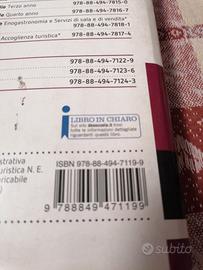 Terzo anno 978-88-494-7815-0
Quinto anno 978-88-494-7816-7
Enogastronomia e Servizi di sala e di vendita"
978-88-494-7818-1
Accoglienza turistica" 978-88-494-7817-4
978-88-494-7122-9
978-88-494-7123-6
978-88-494-7124-3
LIBRO IN CHIARO
Sul sito
tutte le informazioni dettagliate
riguardanti questo libro.
ISBN 978-88-494-7119-9
strativa
uristica N. E.
ricabile
9 788849 471199
subito